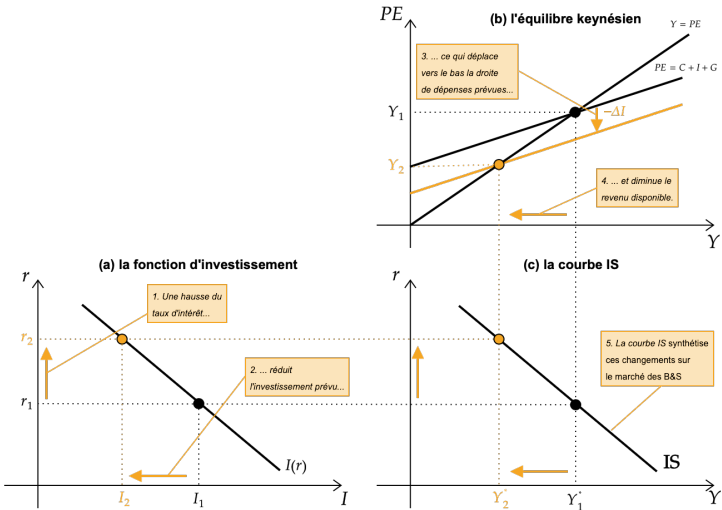 PE
(b) l'équilibre keynésien
Y = PE
3. ... ce qui déplace
vers le bas la droite
de dépenses prévues...
PE = C + I + G
Y₁
−ΔI
Y₂
4. ... et diminue le
revenu disponible.
Y
(a) la fonction d'investissement
r
1. Une hausse du
taux d'intérêt...
r₂
2. ... réduit
l'investissement prévu...
r₁
I(r)
I₂
I₁
I
(c) la courbe IS
r
5. La courbe IS synthétise
ces changements sur
le marché des B&S
IS
Y₂*
Y₁*
Y